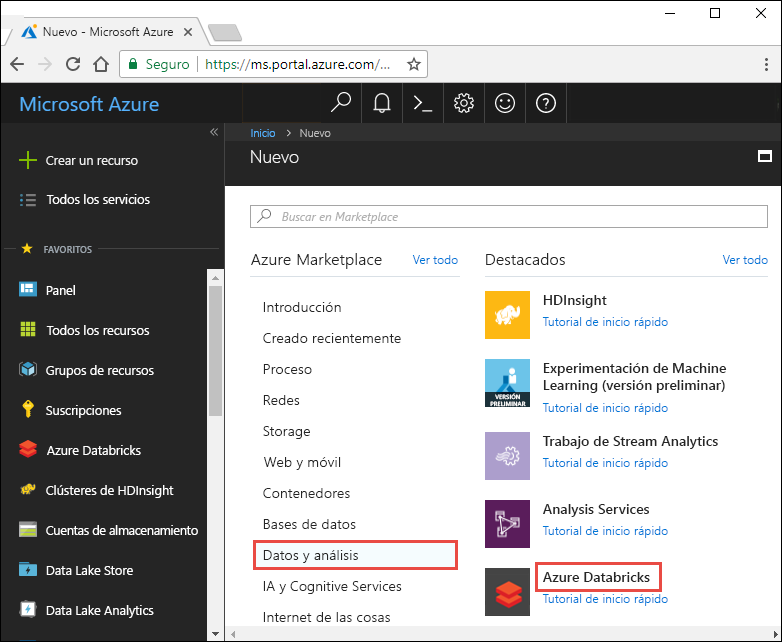 Nuevo - Microsoft Azure
Seguro
https://ms.portal.azure.com/...
Microsoft Azure
Inicio > Nuevo
Nuevo
Crear un recurso
Todos los servicios
FAVORITOS
Panel
Todos los recursos
Grupos de recursos
Suscripciones
Azure Databricks
Clústeres de HDInsight
Cuentas de almacenamiento
Data Lake Store
Data Lake Analytics
Buscar en Marketplace
Azure Marketplace
Ver todo
Introducción
Creado recientemente
Proceso
Redes
Storage
Web y móvil
Contenedores
Bases de datos
Datos y análisis
IA y Cognitive Services
Internet de las cosas
Destacados
Ver todo
HDInsight
Tutorial de inicio rápido
VERSIÓN
PRELIMINAR
Experimentación de Machine
Learning (versión preliminar)
Tutorial de inicio rápido
Trabajo de Stream Analytics
Tutorial de inicio rápido
Analysis Services
Tutorial de inicio rápido
Azure Databricks
Tutorial de inicio rápido